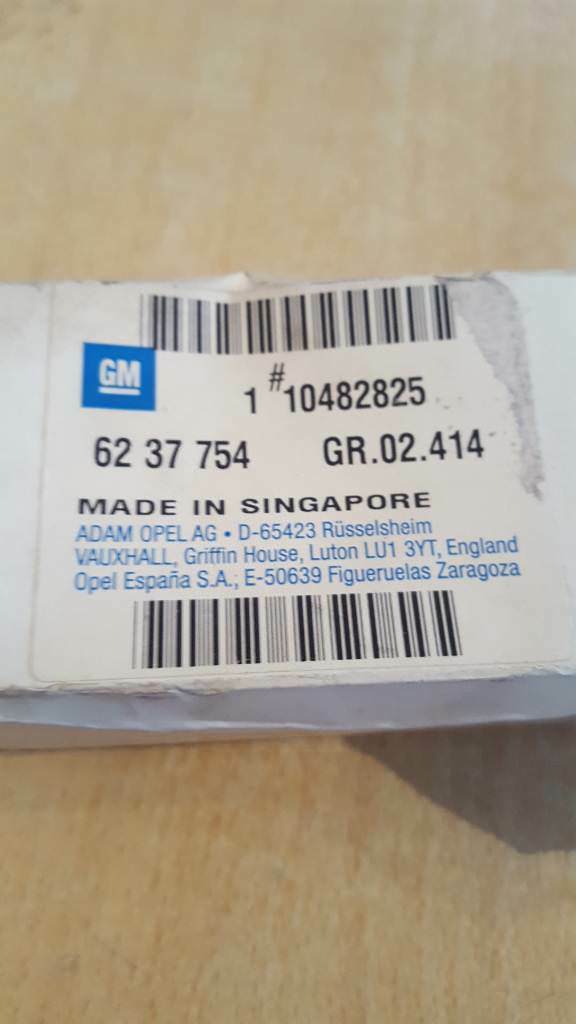 GM
1 #10482825
62 37 754 GR.02.414
MADE IN SINGAPORE
ADAM OPEL AG • D-65423 Rüsselsheim
VAUXHALL, Griffin House, Luton LU1 3YT, England
Opel España S.A.; E-50639 Figueruelas Zaragoza